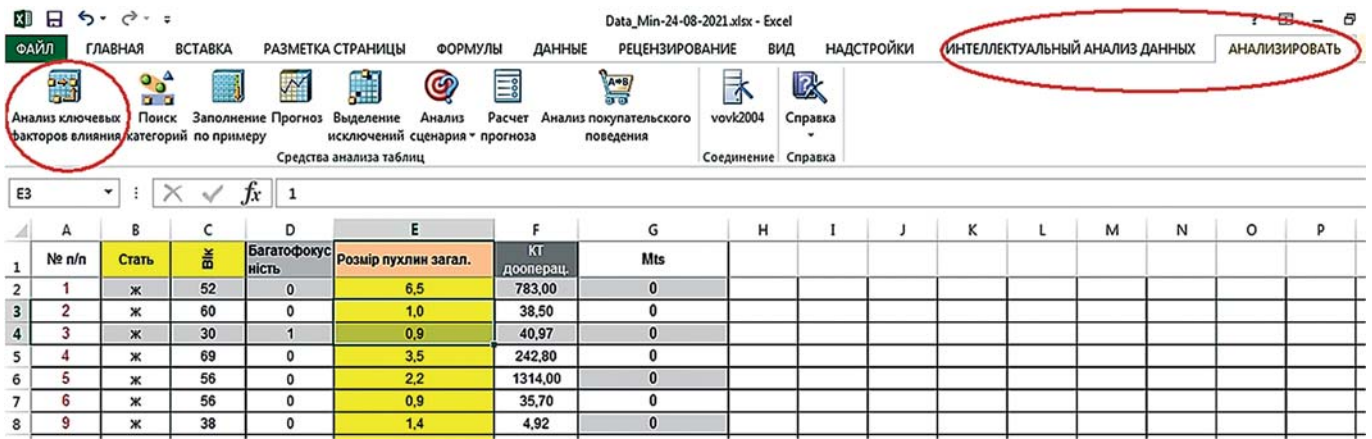 Data_Min-24-08-2021.xlsx - Excel
ФАЙЛ ГЛАВНАЯ ВСТАВКА РАЗМЕТКА СТРАНИЦЫ ФОРМУЛЫ ДАННЫЕ РЕЦЕНЗИРОВАНИЕ ВИД НАДСТРОЙКИ ИНТЕЛЛЕКТУАЛЬНЫЙ АНАЛИЗ ДАННЫХ АНАЛИЗИРОВАТЬ
Анализ ключевых Поиск Заполнение Прогноз Выделение Анализ Расчет Анализ покупательского vovk2004 Справка
факторов влияния категорий по примеру исключений сценария прогноза поведения
Средства анализа таблиц Соединение Справка
E3 fx 1
A B C D E F G H I J K L M N O P
1 № п/п Стать Вік Багатофокус ність Розмір пухлин загал. КТ дооперац. Mts
2 1 ж 52 0 6,5 783,00 0
3 2 ж 60 0 1,0 38,50 0
4 3 ж 30 1 0,9 40,97 0
5 4 ж 69 0 3,5 242,80 0
6 5 ж 56 0 2,2 1314,00 0
7 6 ж 56 0 0,9 35,70 0
8 9 ж 38 0 1,4 4,92 0